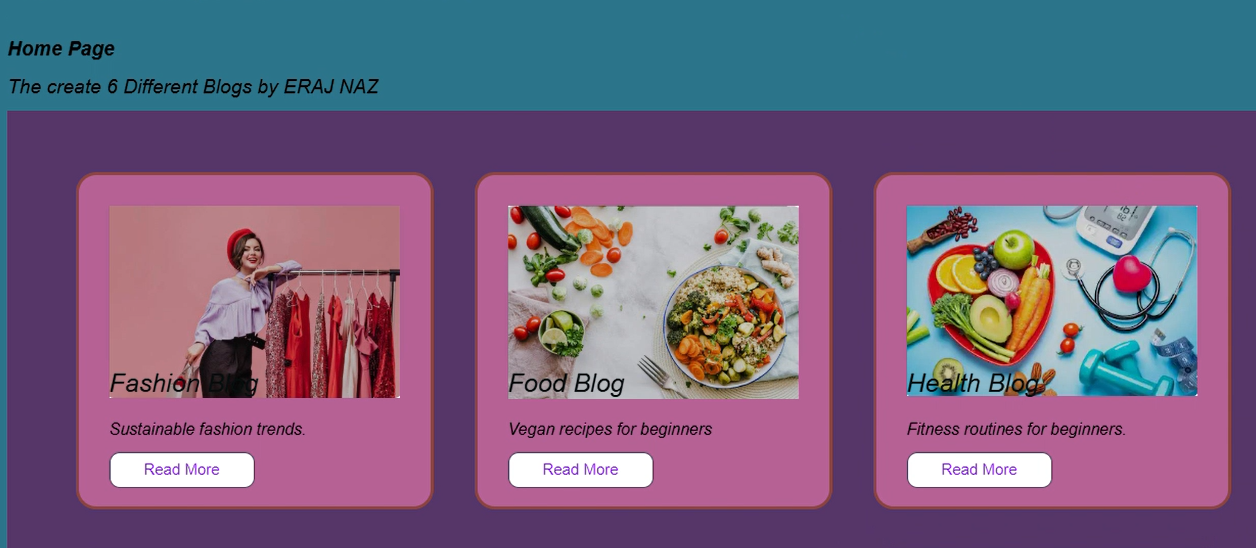 Home Page
The create 6 Different Blogs by ERAJ NAZ
Fashion Blog
Food Blog
Health Blog
Sustainable fashion trends.
Vegan recipes for beginners
Fitness routines for beginners.
Read More
Read More
Read More